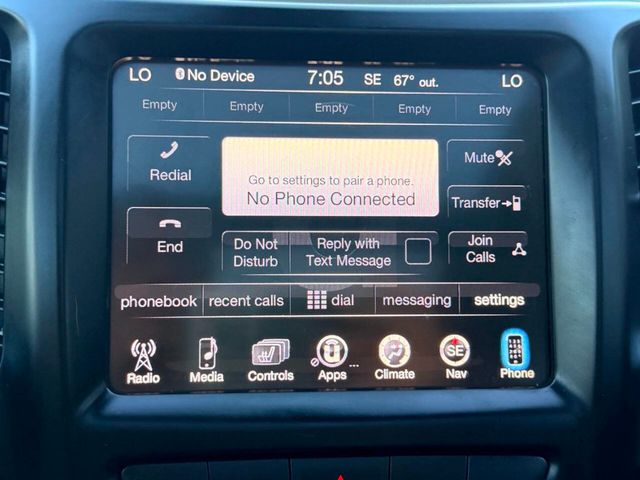 LO No Device 7:05 SE 67° out. LO
Empty Empty Empty Empty Empty
Redial
Go to settings to pair a phone.
No Phone Connected
Mute
Transfer
End
Do Not
Disturb
Reply with
Text Message
Join
Calls
phonebook recent calls dial messaging settings
SE
Radio Media Controls Apps Climate Nav Phone